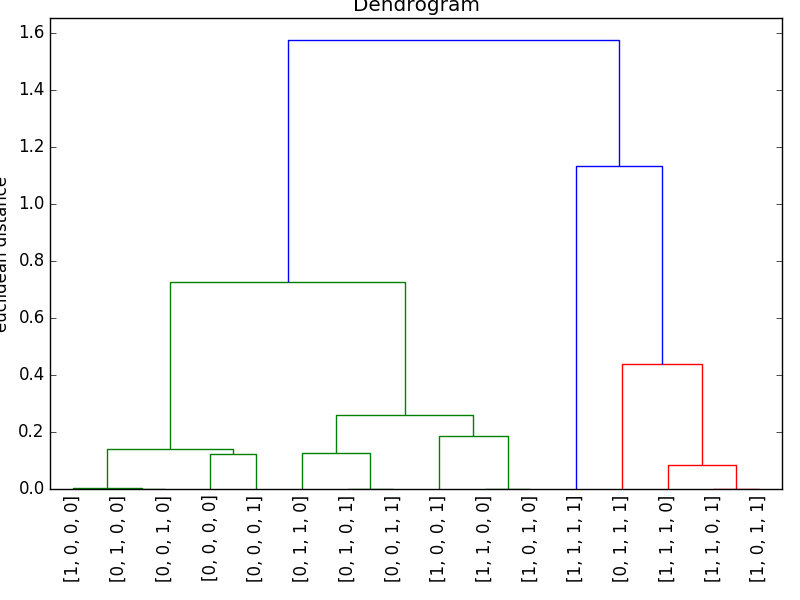 Dendrogram
euclidean distance
1.6
1.4
1.2
1.0
0.8
0.6
0.4
0.2
0.0
[1, 0, 0, 0]
[0, 1, 0, 0]
[0, 0, 1, 0]
[0, 0, 0, 0]
[0, 0, 0, 1]
[0, 1, 1, 0]
[0, 1, 0, 1]
[0, 0, 1, 1]
[1, 0, 0, 1]
[1, 1, 0, 0]
[1, 0, 1, 0]
[1, 1, 1, 1]
[0, 1, 1, 1]
[1, 1, 1, 0]
[1, 1, 0, 1]
[1, 0, 1, 1]